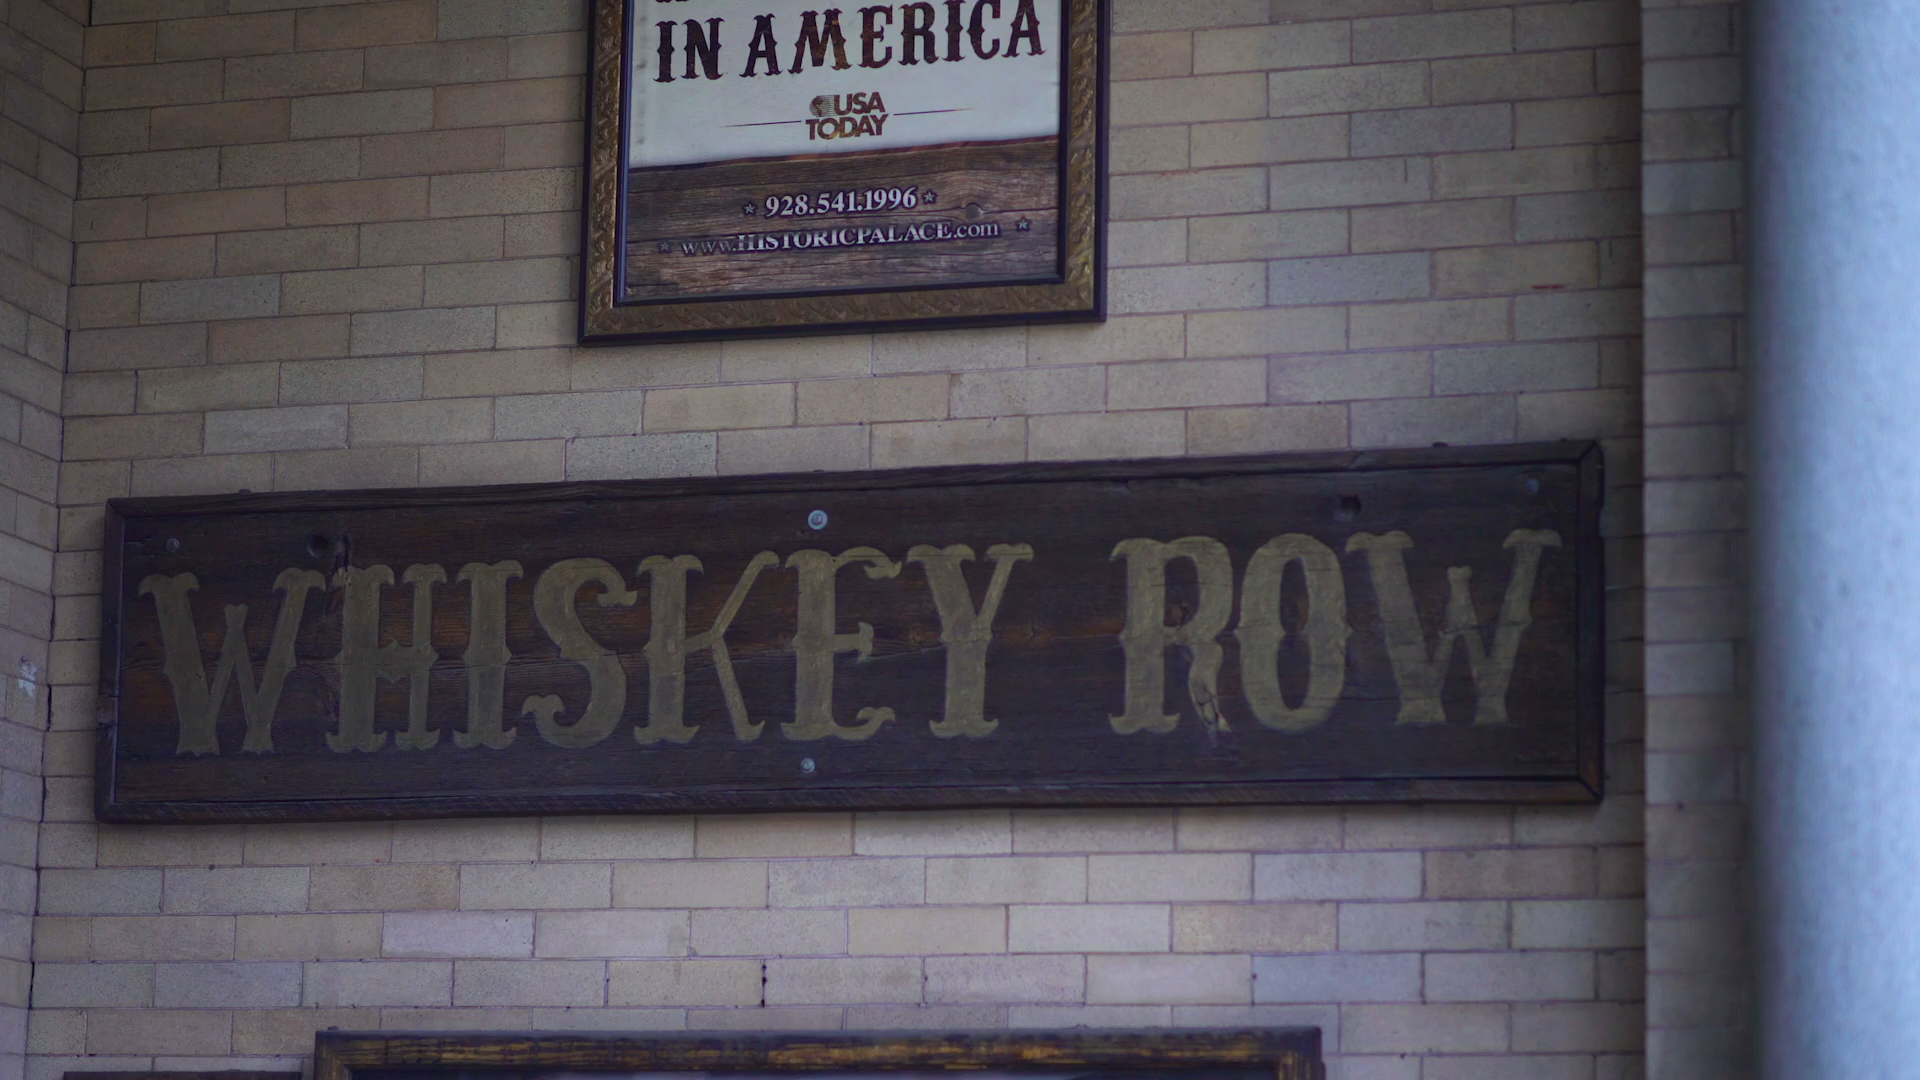 IN AMERICA
USA
TODAY
928.541.1996
www.HISTORICPALACE.com
WHISKEY ROW